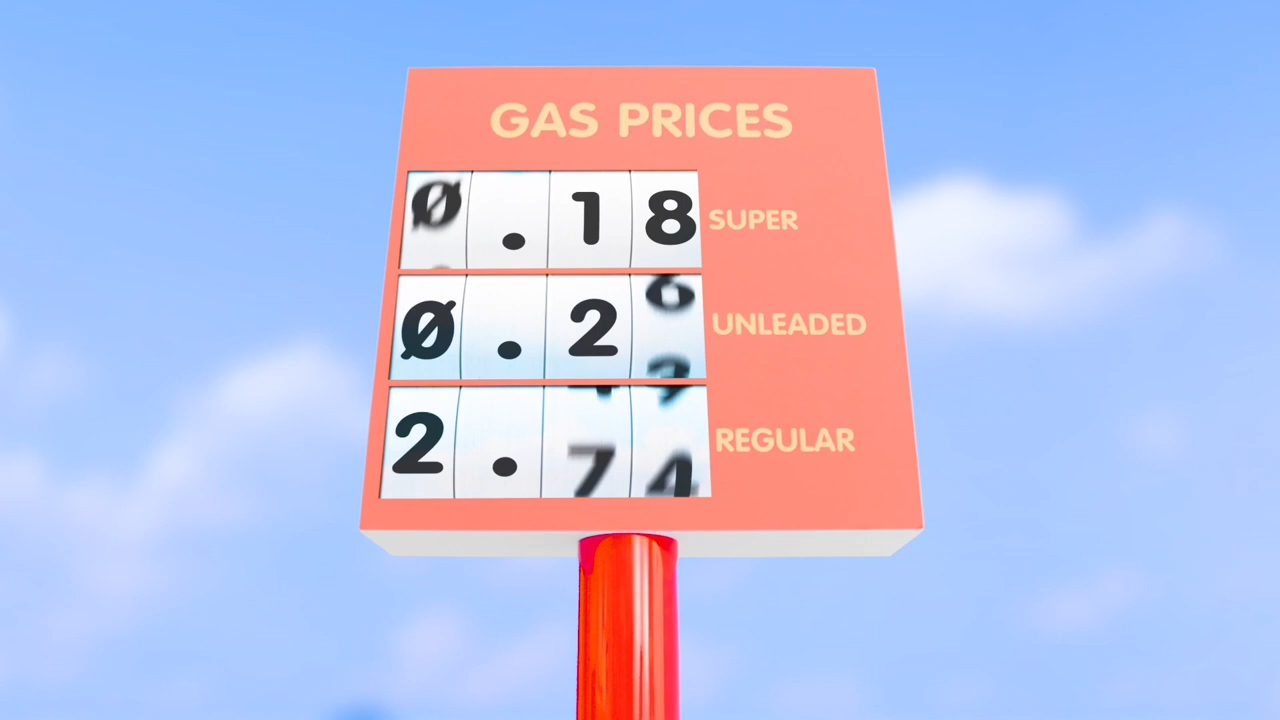 GAS PRICES
Ø.18 SUPER
Ø.2 UNLEADED
2.74 REGULAR